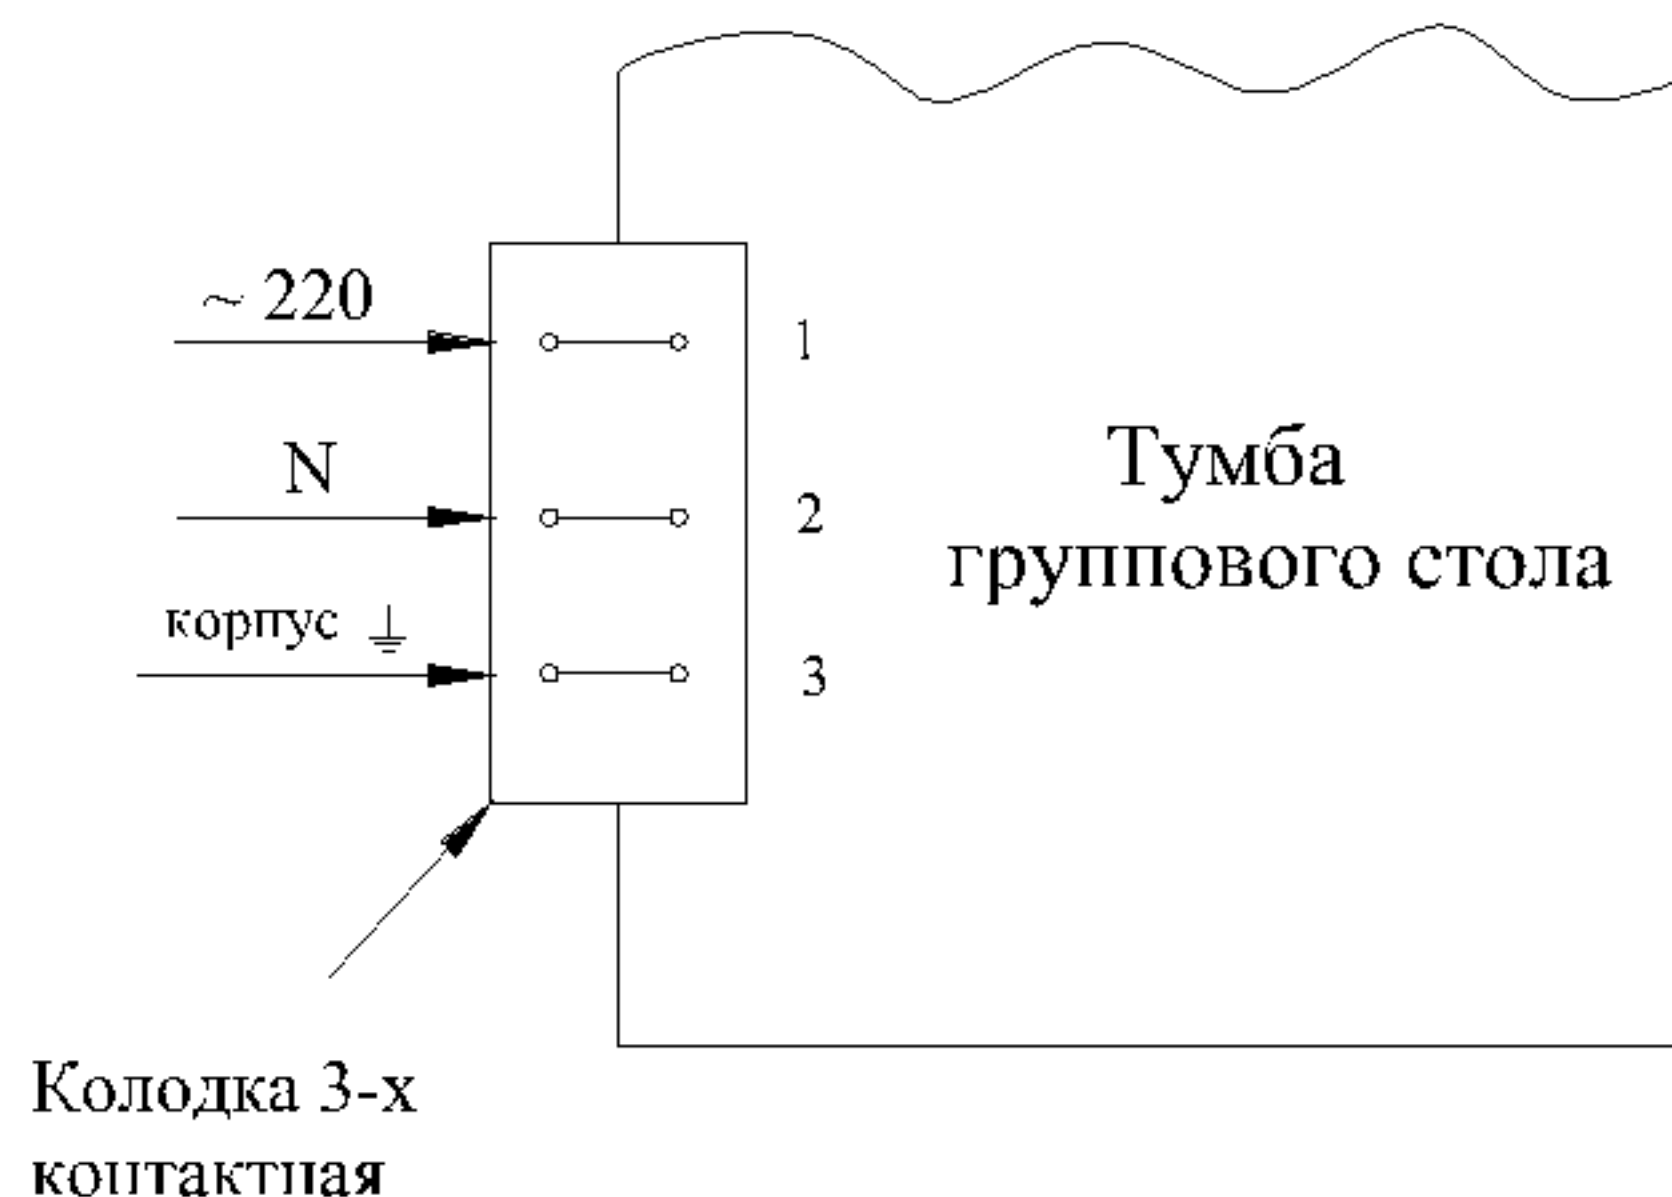 ~ 220
1
N
2
Тумба
группового стола
корпус
3
Колодка 3-х
контактная